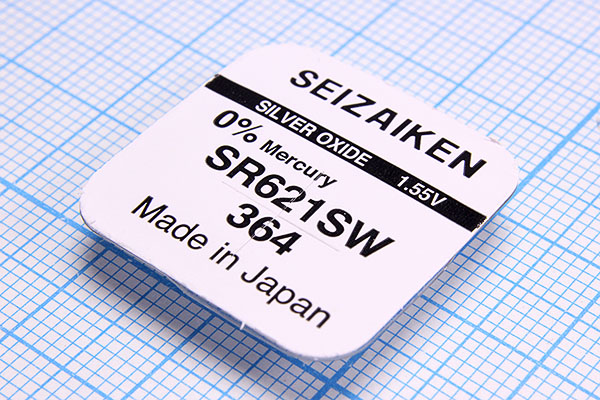 SEIZAIKEN
SILVER OXIDE 1.55V
0% Mercury
SR621SW
364
Made in Japan